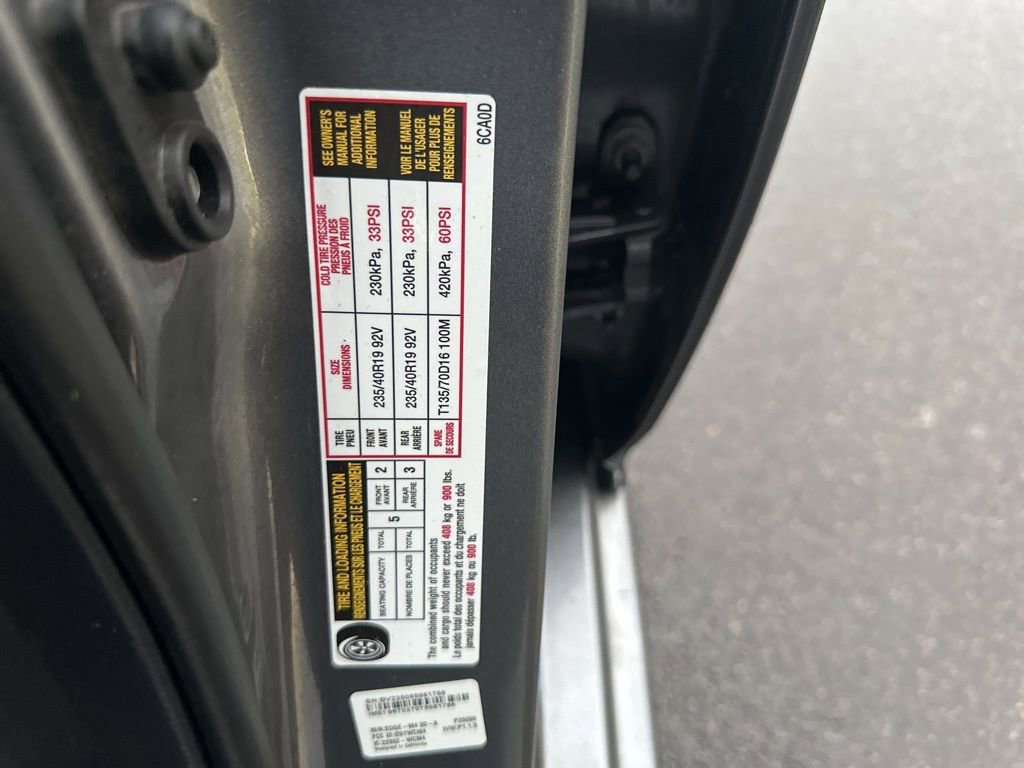 TIRE AND LOADING INFORMATION
RENSEIGNEMENTS SUR LES PNEUS ET LE CHARGEMENT
SEATING CAPACITY TOTAL 5 FRONT AVANT 2
NOMBRE DE PLACES TOTAL REAR ARRIÈRE 3
The combined weight of occupants
and cargo should never exceed 408 kg or 900 lbs.
Le poids total des occupants et du chargement ne doit
jamais dépasser 408 kg ou 900 lb.
TIRE
PNEU
SIZE
DIMENSIONS
COLD TIRE PRESSURE
PRESSION DES
PNEUS À FROID
FRONT
AVANT
235/40R19 92V
230kPa, 33PSI
REAR
ARRIÈRE
235/40R19 92V
230kPa, 33PSI
SPARE
DE SECOURS
T135/70D16 100M
420kPa, 60PSI
SEE OWNER'S
MANUAL FOR
ADDITIONAL
INFORMATION
VOIR LE MANUEL
DE L'USAGER
POUR PLUS DE
RENSEIGNEMENTS
6CA0D
Designed in California